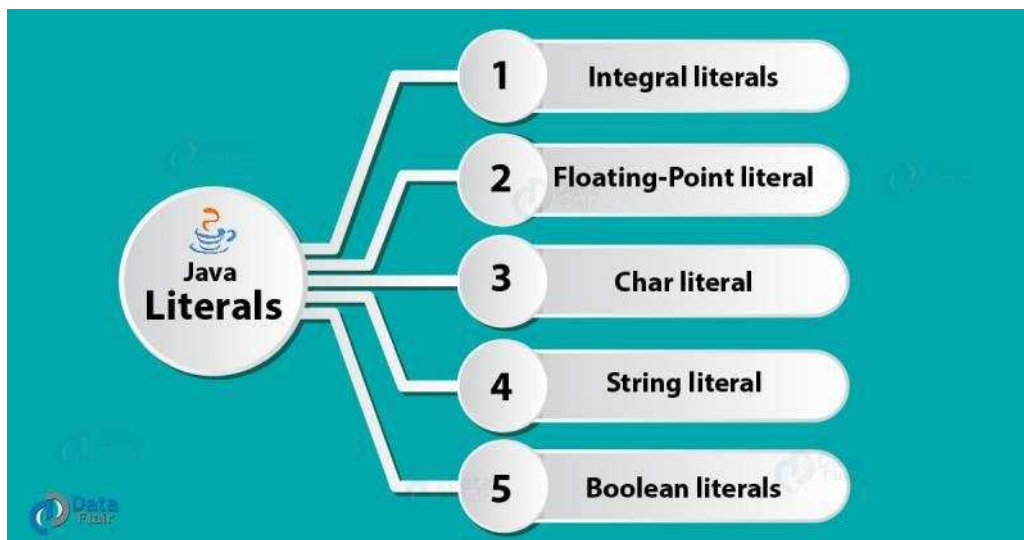 Java
Literals
1
Integral literals
2
Floating-Point literal
3
Char literal
4
String literal
5
Boolean literals
Data
Flair